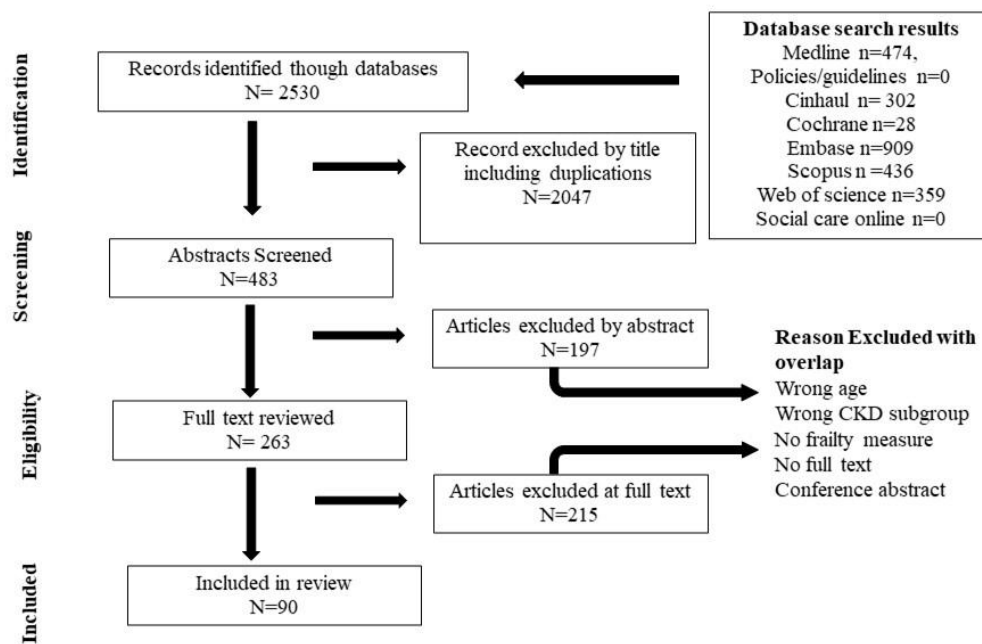 Identification
Records identified though databases
N= 2530
Database search results
Medline n=474,
Policies/guidelines n=0
Cinhaul n= 302
Cochrane n=28
Embase n=909
Scopus n =436
Web of science n=359
Social care online n=0
Record excluded by title
including duplications
N=2047
Screening
Abstracts Screened
N=483
Articles excluded by abstract
N=197
Reason Excluded with
overlap
Wrong age
Wrong CKD subgroup
No frailty measure
No full text
Conference abstract
Eligibility
Full text reviewed
N= 263
Articles excluded at full text
N=215
Included
Included in review
N=90